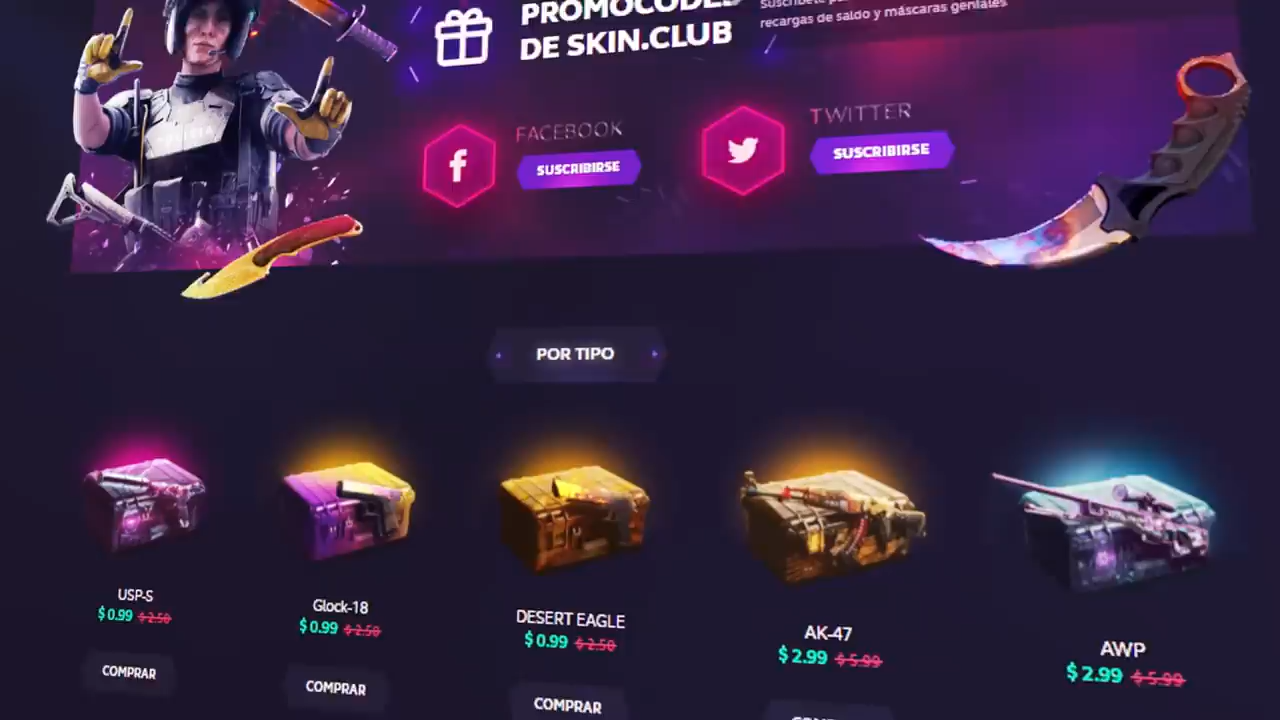 PROMOCODES
DE SKIN.CLUB
recargas de saldo y máscaras geniales
FACEBOOK
SUSCRIBIRSE
TWITTER
SUSCRIBIRSE
POR TIPO
USP-S
$ 0.99 $ 2.50
COMPRAR
Glock-18
$ 0.99 $ 2.50
COMPRAR
DESERT EAGLE
$ 0.99 $ 2.50
COMPRAR
AK-47
$ 2.99 $ 5.99
AWP
$ 2.99 $ 5.99